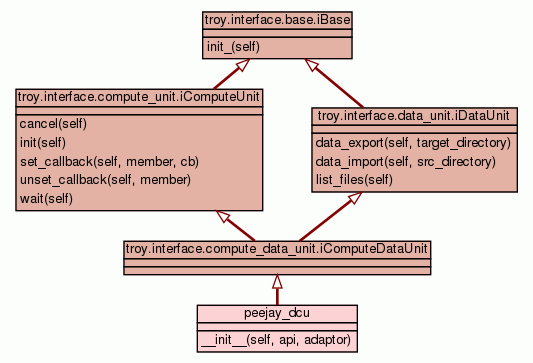 troy.interface.base.iBase
init_(self)
troy.interface.compute_unit.iComputeUnit
cancel(self)
init(self)
set_callback(self, member, cb)
unset_callback(self, member)
wait(self)
troy.interface.data_unit.iDataUnit
data_export(self, target_directory)
data_import(self, src_directory)
list_files(self)
troy.interface.compute_data_unit.iComputeDataUnit
peejay_dcu
__init__(self, api, adaptor)